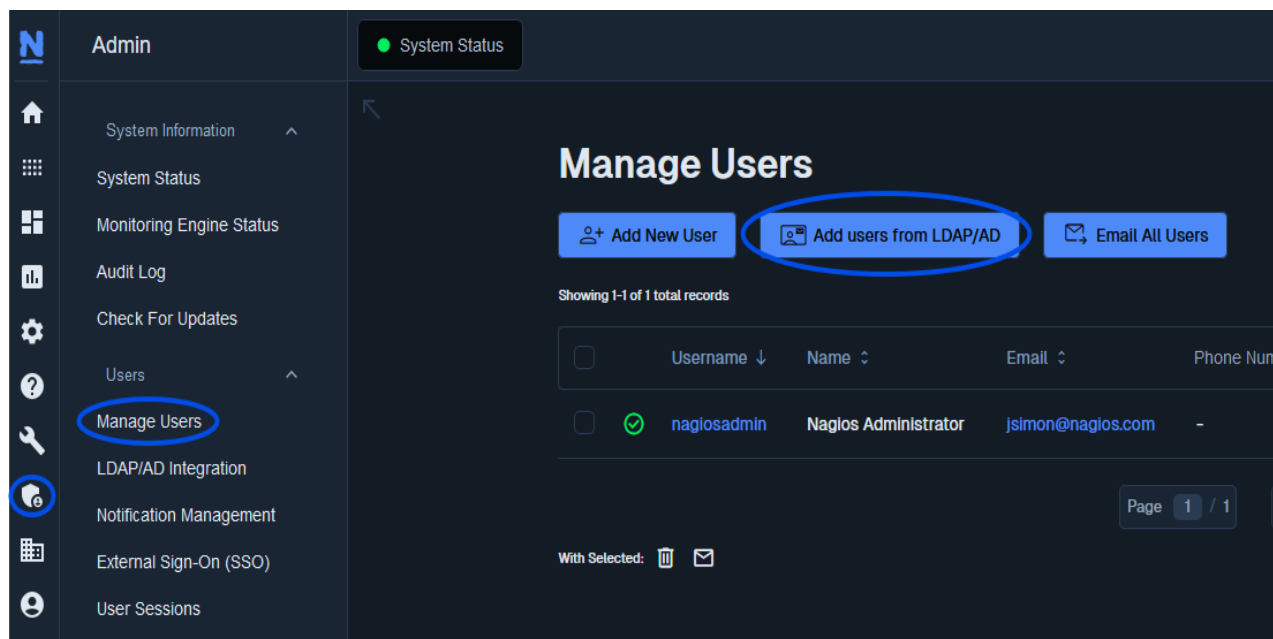 N
Admin
System Status
System Information
System Status
Monitoring Engine Status
Audit Log
Check For Updates
Users
Manage Users
LDAP/AD Integration
Notification Management
External Sign-On (SSO)
User Sessions
Manage Users
Add New User Add users from LDAP/AD Email All Users
Showing 1-1 of 1 total records
Username Name Email Phone Num
nagiosadmin Nagios Administrator jsimon@nagios.com -
Page 1 / 1
With Selected: